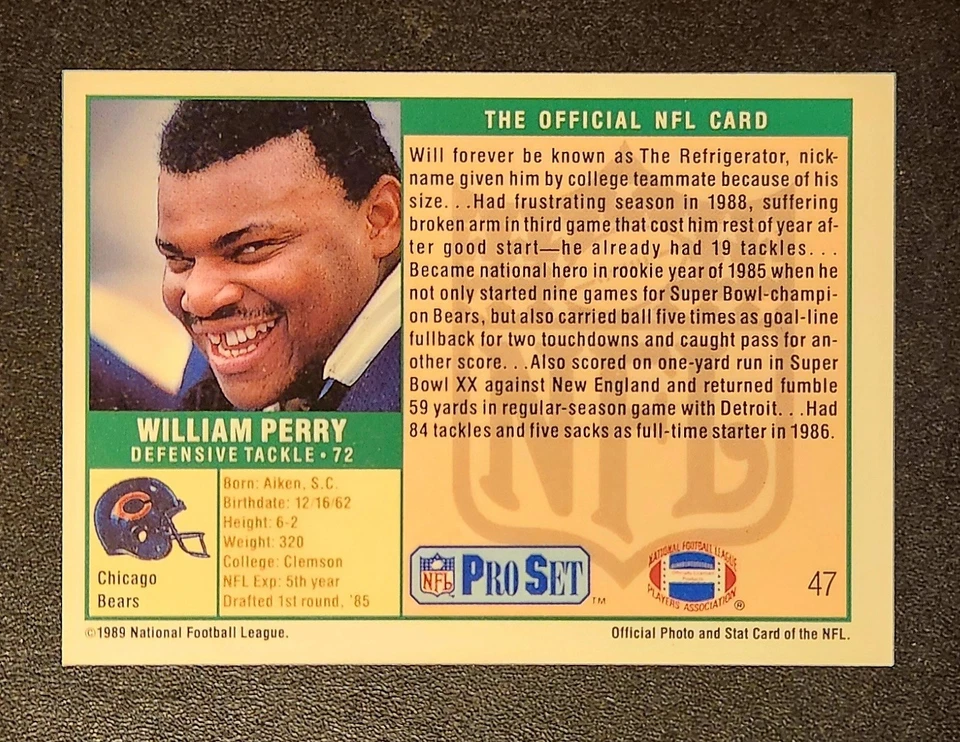 THE OFFICIAL NFL CARD
Will forever be known as The Refrigerator, nick-
name given him by college teammate because of his
size. . .Had frustrating season in 1988, suffering
broken arm in third game that cost him rest of year af-
ter good start—he already had 19 tackles. . .
Became national hero in rookie year of 1985 when he
not only started nine games for Super Bowl-champi-
on Bears, but also carried ball five times as goal-line
fullback for two touchdowns and caught pass for an-
other score. . .Also scored on one-yard run in Super
Bowl XX against New England and returned fumble
59 yards in regular-season game with Detroit. . .Had
84 tackles and five sacks as full-time starter in 1986.
WILLIAM PERRY
DEFENSIVE TACKLE • 72
Born: Aiken, S.C.
Birthdate: 12/16/62
Height: 6-2
Weight: 320
College: Clemson
NFL Exp: 5th year
Drafted 1st round, '85
Chicago
Bears
NFL
NFL PRO SET ™
NATIONAL FOOTBALL LEAGUE
PLAYERS ASSOCIATION ®
47
©1989 National Football League.
Official Photo and Stat Card of the NFL.